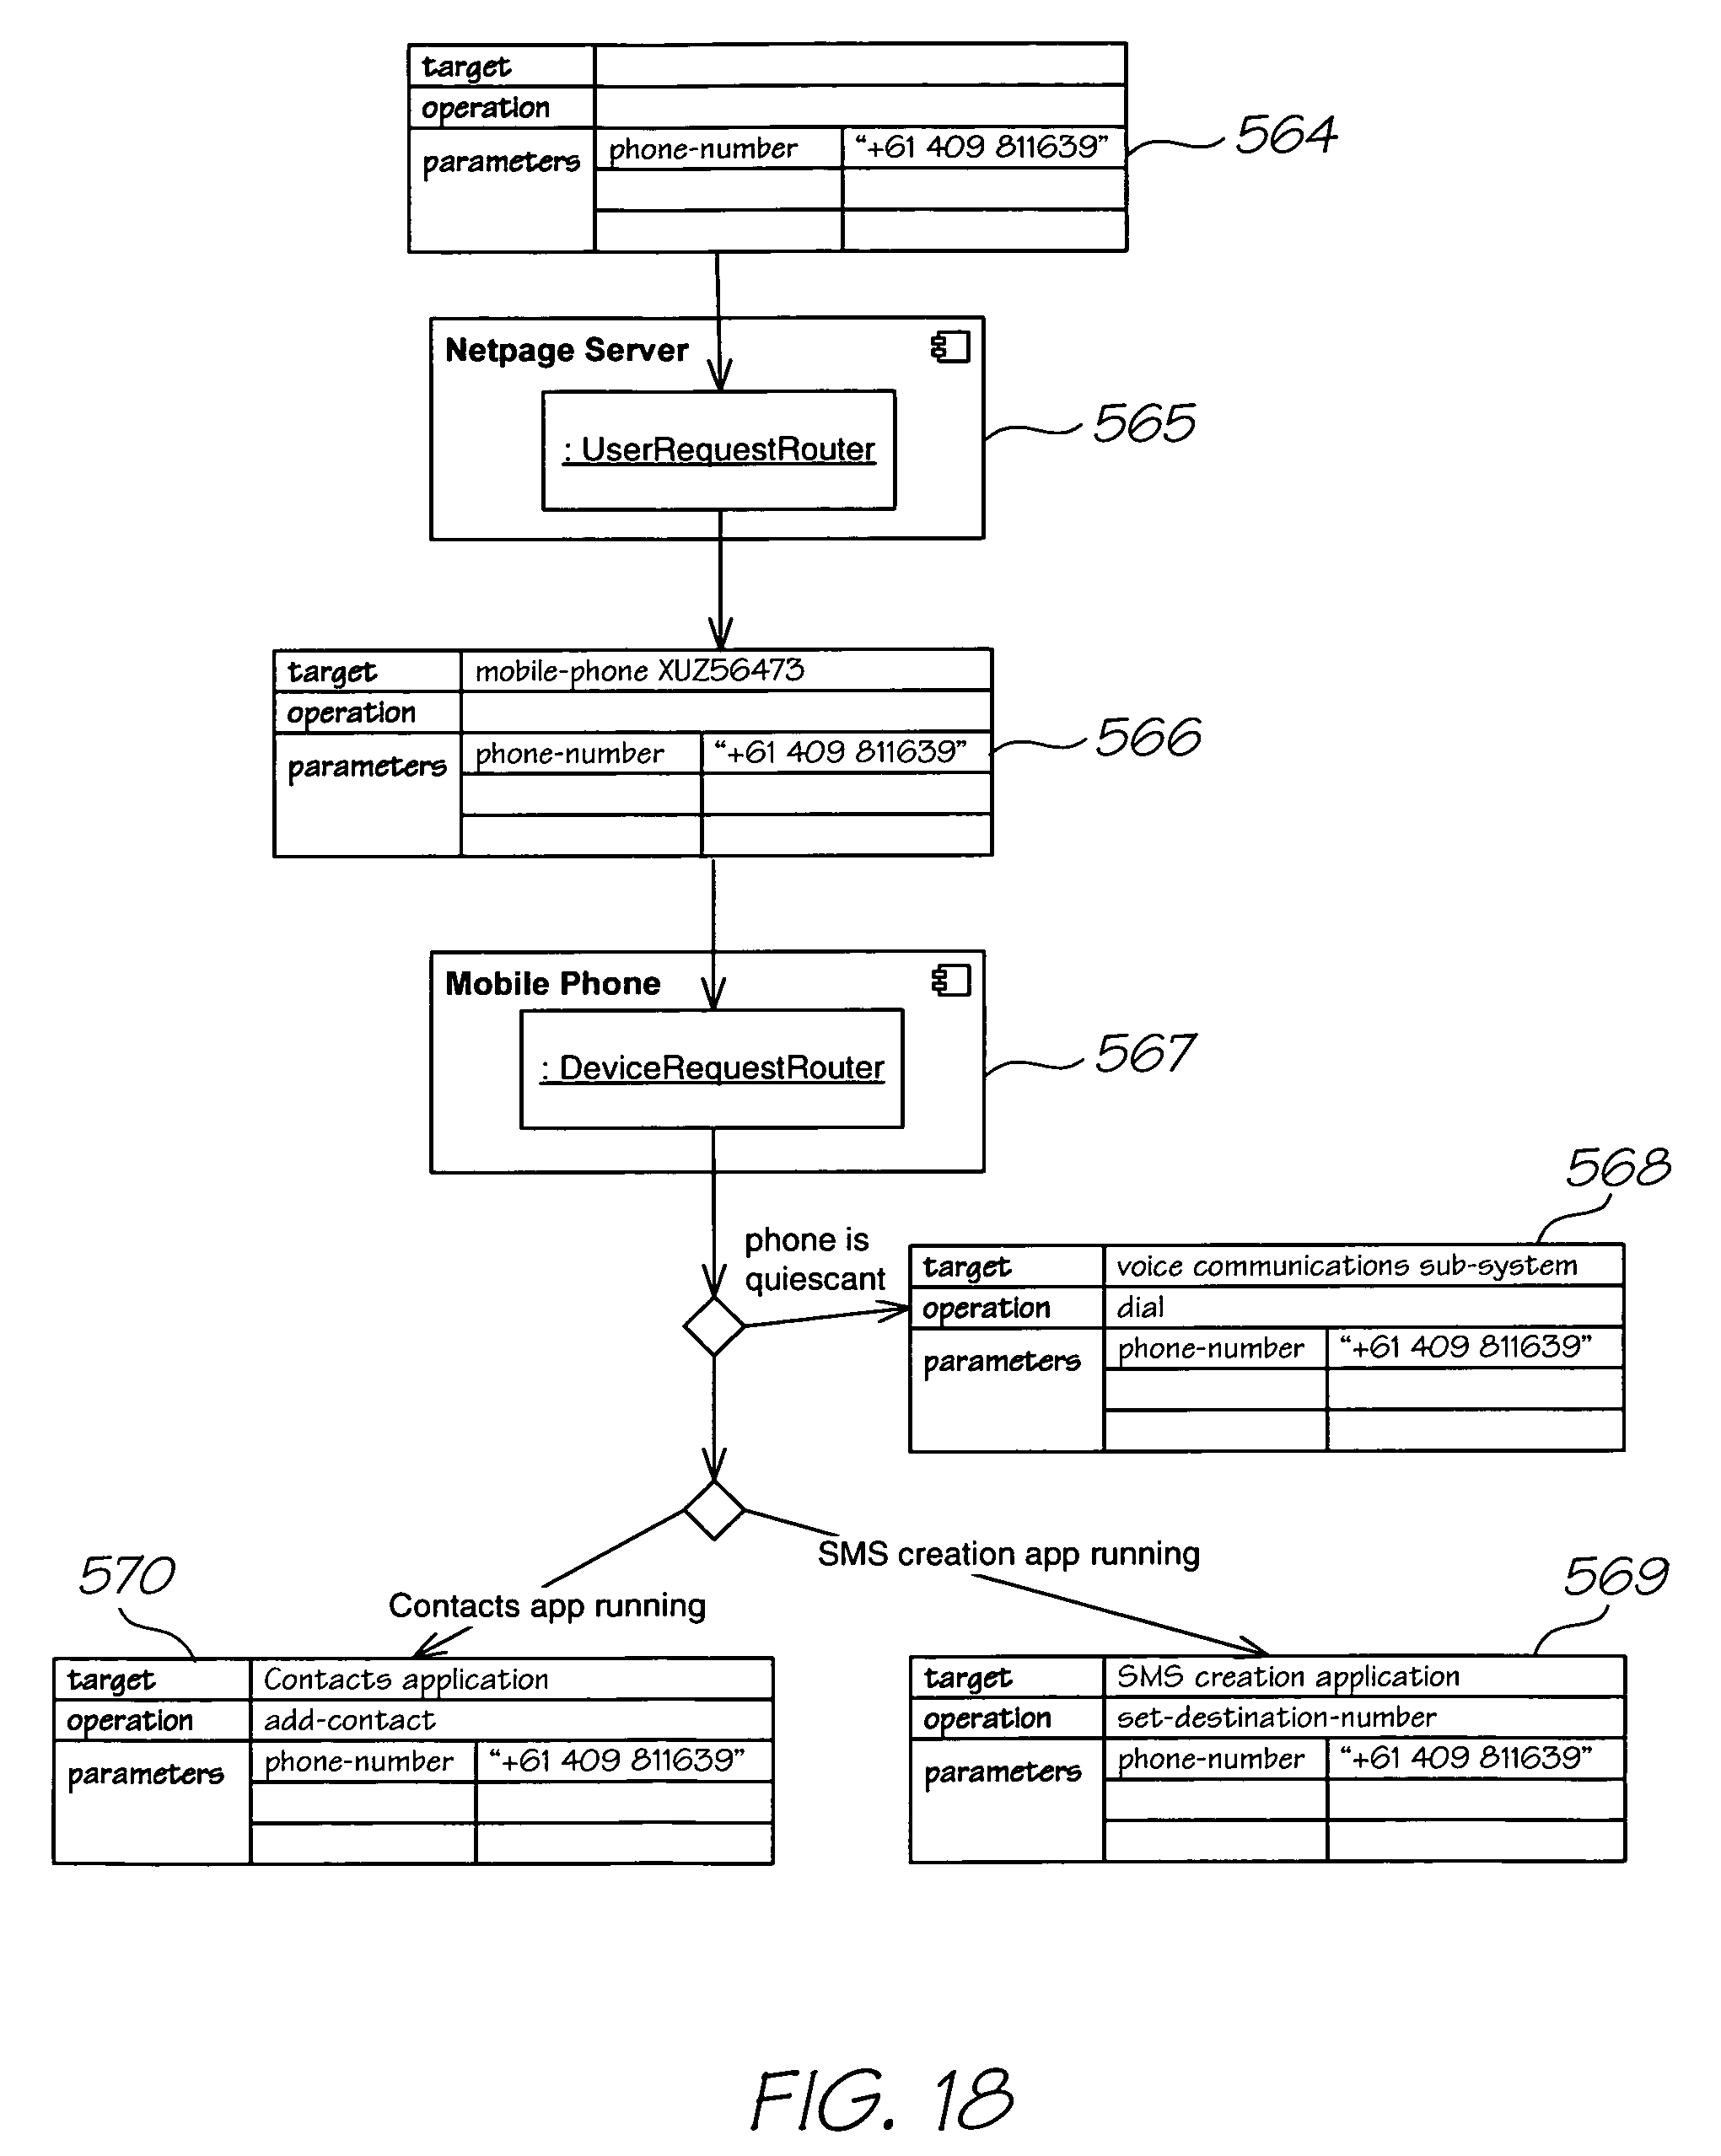 target
operation
parameters phone-number “+61 409 811639”
564
Netpage Server
: UserRequestRouter
565
target mobile-phone XUZ56473
operation
parameters phone-number “+61 409 811639”
566
Mobile Phone
: DeviceRequestRouter
567
phone is
quiescant
568
target voice communications sub-system
operation dial
parameters phone-number “+61 409 811639”
SMS creation app running
Contacts app running
570
target Contacts application
operation add-contact
parameters phone-number “+61 409 811639”
569
target SMS creation application
operation set-destination-number
parameters phone-number “+61 409 811639”
FIG. 18